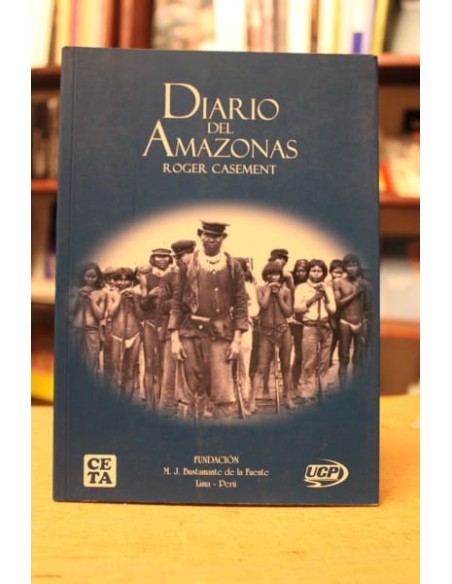 DIARIO
DEL
AMAZONAS
ROGER CASEMENT
FUNDACIÓN
M. J. Bustamante de la Fuente
Lima - Perú
CE
TA
UCP